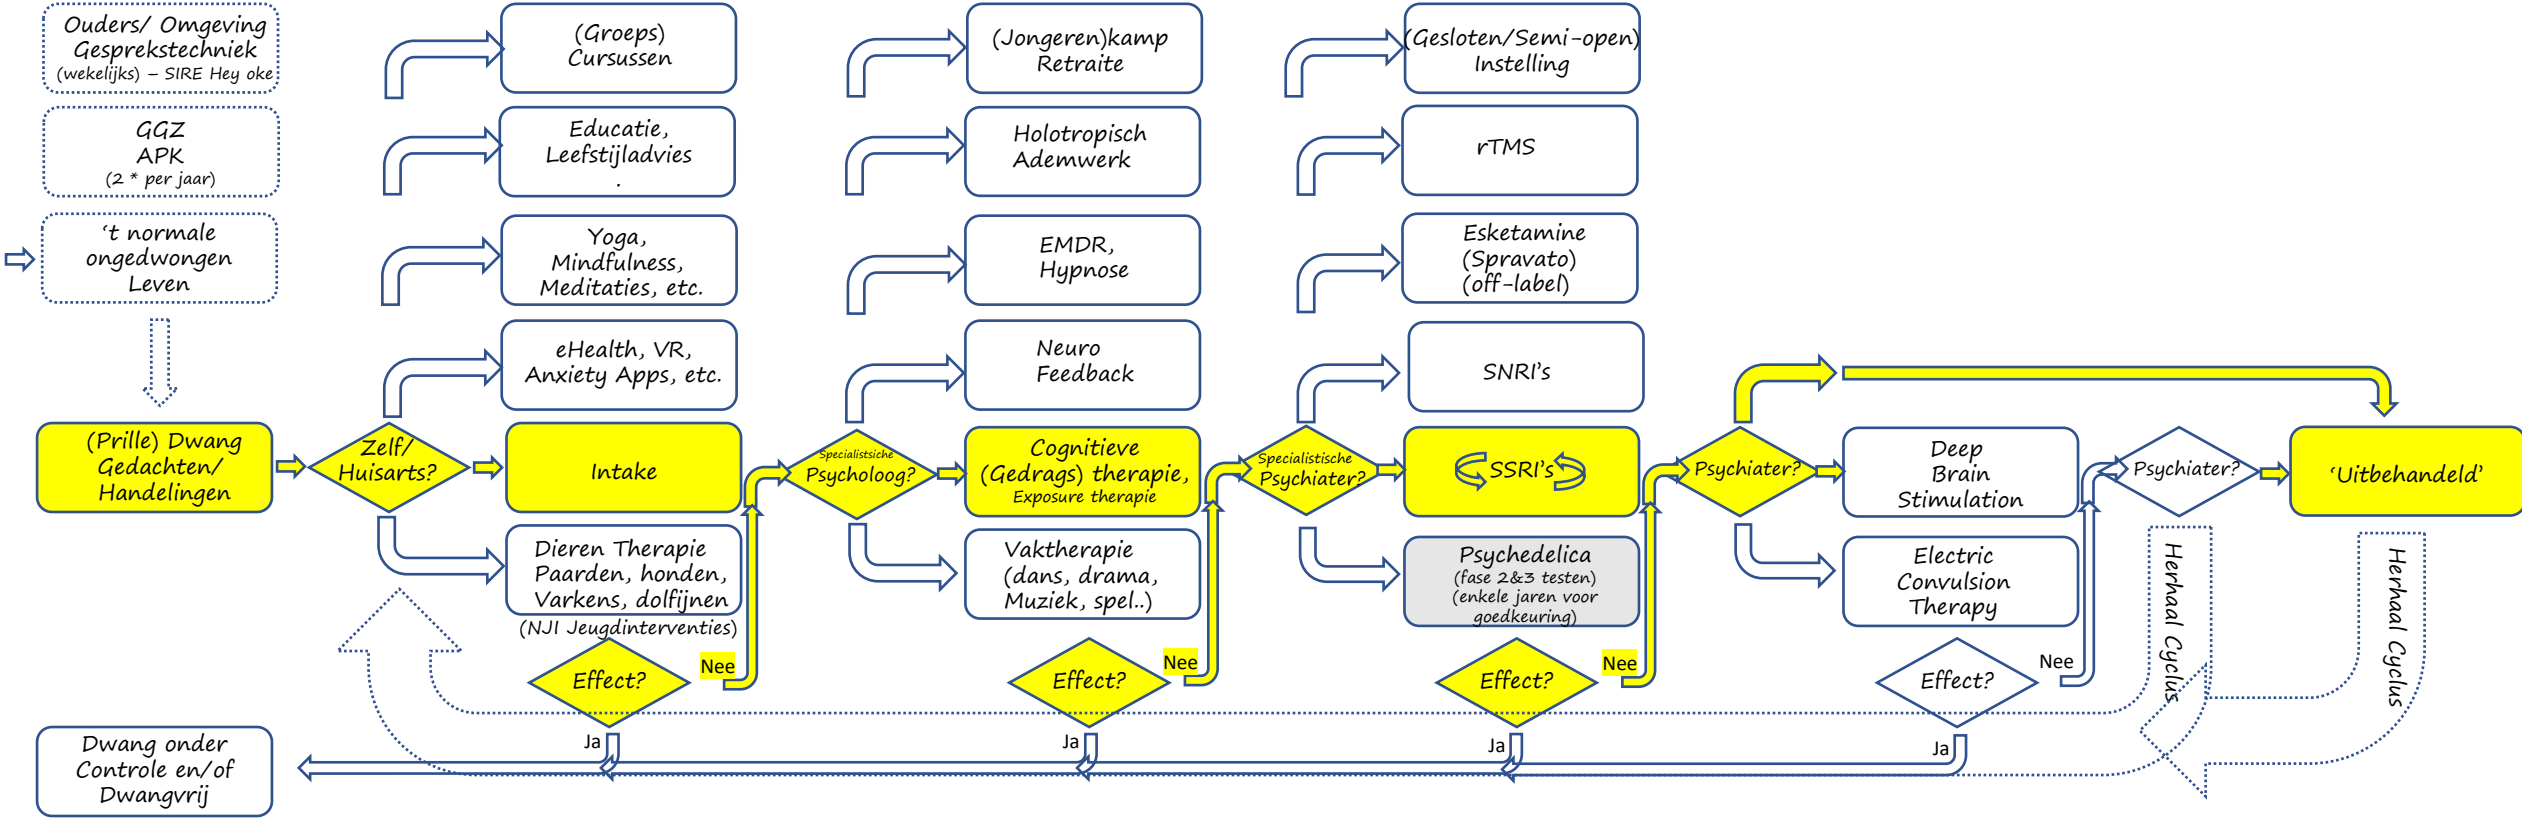 Ouders/ Omgeving
Gesprekstechniek
(wekelijks) – SIRE Hey oke
GGZ
APK
(2 * per jaar)
‘t normale
ongedwongen
Leven
(Prille) Dwang
Gedachten/
Handelingen
Dwang onder
Controle en/of
Dwangvrij
Zelf/
Huisarts?
(Groeps)
Cursussen
Educatie,
Leefstijladvies
.
Yoga,
Mindfulness,
Meditaties, etc.
eHealth, VR,
Anxiety Apps, etc.
Intake
Dieren Therapie
Paarden, honden,
Varkens, dolfijnen
(NJI Jeugdinterventies)
Effect?
Nee
Ja
Specialistsiche
Psycholoog?
(Jongeren)kamp
Retraite
Holotropisch
Ademwerk
EMDR,
Hypnose
Neuro
Feedback
Cognitieve
(Gedrags) therapie,
Exposure therapie
Vaktherapie
(dans, drama,
Muziek, spel..)
Effect?
Nee
Ja
Specialistische
Psychiater?
(Gesloten/Semi-open)
Instelling
rTMS
Esketamine
(Spravato)
(off-label)
SNRI’s
SSRI’s
Psychedelica
(fase 2&3 testen)
(enkele jaren voor
goedkeuring)
Effect?
Nee
Ja
Psychiater?
Deep
Brain
Stimulation
Electric
Convulsion
Therapy
Effect?
Nee
Ja
Psychiater?
‘Uitbehandeld’
Herhaal Cyclus
Herhaal Cyclus